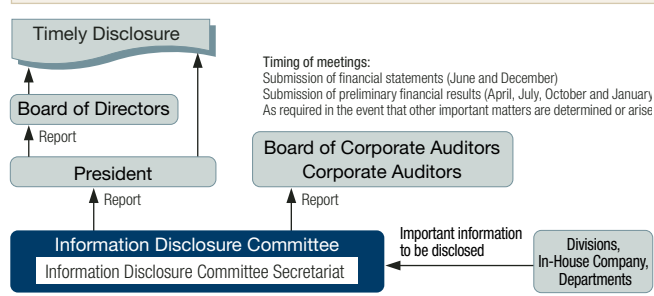 Timely Disclosure
Timing of meetings:
Submission of financial statements (June and December)
Submission of preliminary financial results (April, July, October and January
As required in the event that other important matters are determined or arise
Board of Directors
Report
President
Board of Corporate Auditors
Corporate Auditors
Report
Report
Information Disclosure Committee
Information Disclosure Committee Secretariat
Important information
to be disclosed
Divisions,
In-House Company,
Departments